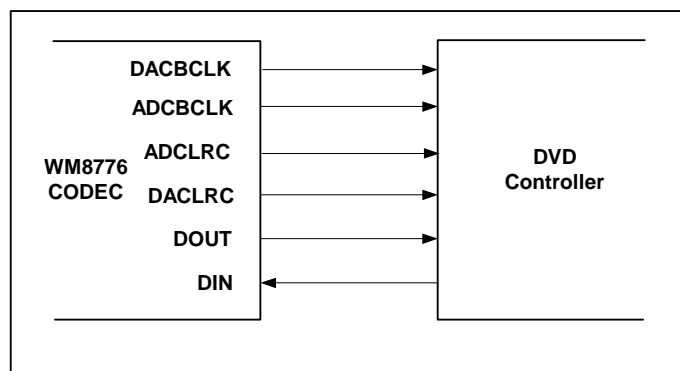 DACBCLK
ADCBCLK
ADCLRC
WM8776
CODEC
DACLRC
DOUT
DIN
DVD
Controller